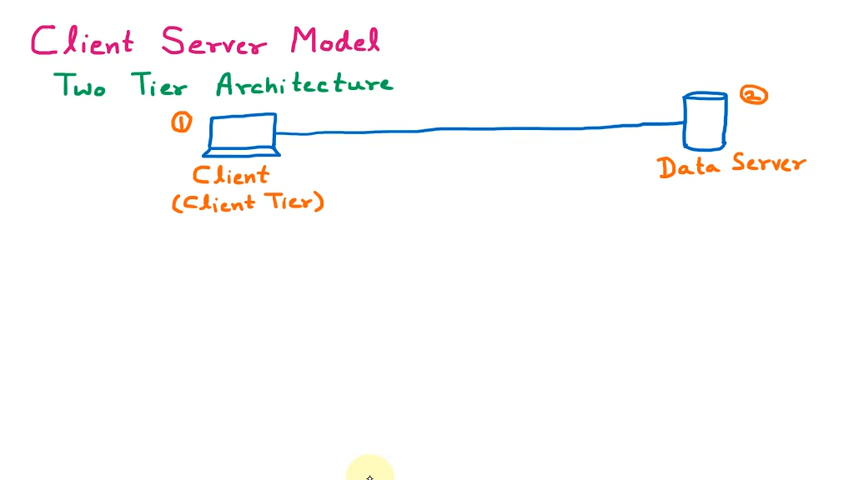 Client Server Model
Two Tier Architecture
①
②
Client
(Client Tier)
Data Server